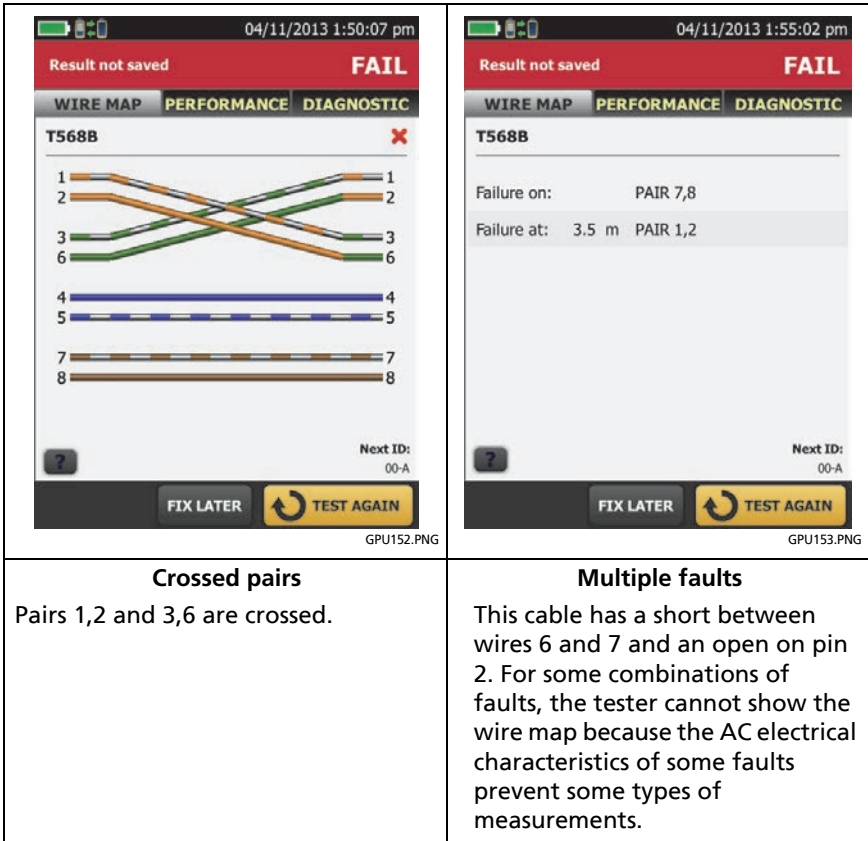 04/11/2013 1:50:07 pm
Result not saved FAIL
WIRE MAP PERFORMANCE DIAGNOSTIC
T568B
1 1
2 2
3 3
6 6
4 4
5 5
7 7
8 8
? Next ID:
00-A
FIX LATER TEST AGAIN
GPU152.PNG
04/11/2013 1:55:02 pm
Result not saved FAIL
WIRE MAP PERFORMANCE DIAGNOSTIC
T568B
Failure on: PAIR 7,8
Failure at: 3.5 m PAIR 1,2
? Next ID:
00-A
FIX LATER TEST AGAIN
GPU153.PNG
Crossed pairs
Pairs 1,2 and 3,6 are crossed.
Multiple faults
This cable has a short between
wires 6 and 7 and an open on pin
2. For some combinations of
faults, the tester cannot show the
wire map because the AC electrical
characteristics of some faults
prevent some types of
measurements.